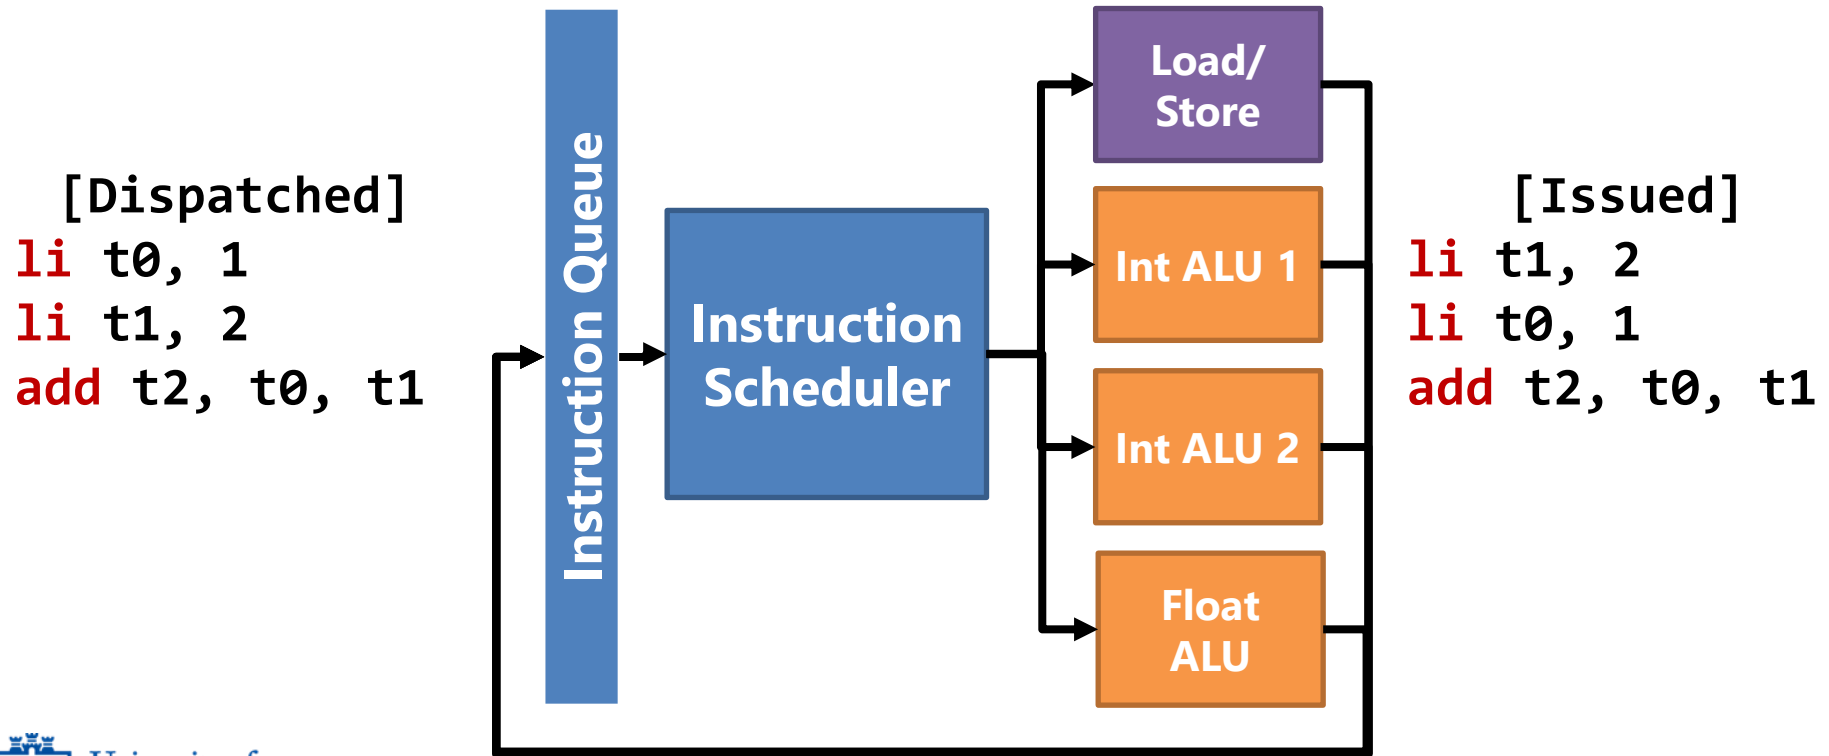 [Dispatched]
li t0, 1
li t1, 2
add t2, t0, t1
Instruction Queue
Instruction
Scheduler
Load/
Store
Int ALU 1
Int ALU 2
Float
ALU
[Issued]
li t1, 2
li t0, 1
add t2, t0, t1